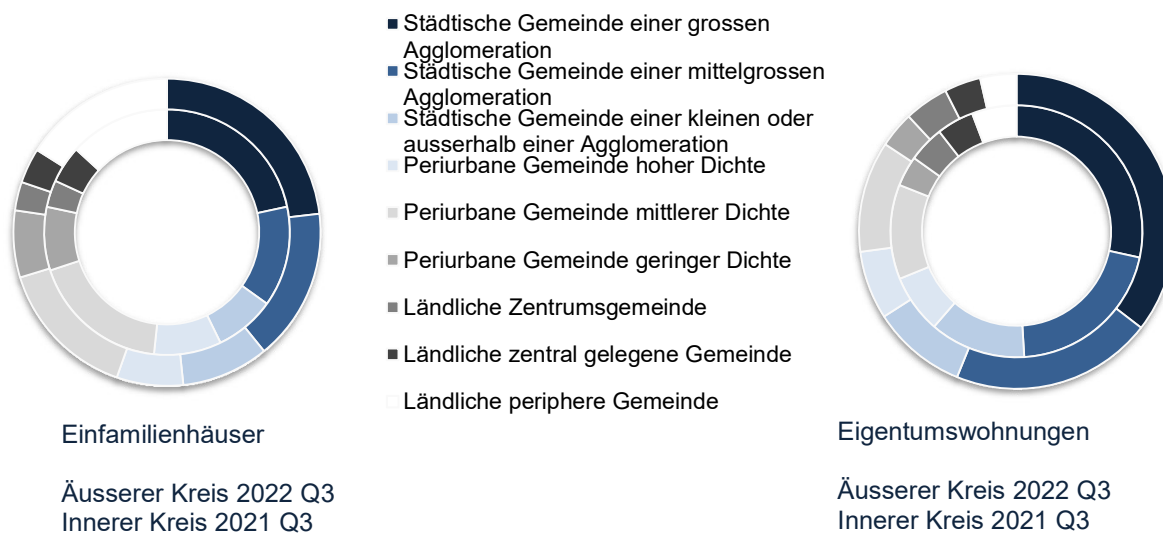 Städtische Gemeinde einer grossen
Agglomeration
Städtische Gemeinde einer mittelgrossen
Agglomeration
Städtische Gemeinde einer kleinen oder
ausserhalb einer Agglomeration
Periurbane Gemeinde hoher Dichte
Periurbane Gemeinde mittlerer Dichte
Periurbane Gemeinde geringer Dichte
Ländliche Zentrumsgemeinde
Ländliche zentral gelegene Gemeinde
Ländliche periphere Gemeinde
Einfamilienhäuser
Äusserer Kreis 2022 Q3
Innerer Kreis 2021 Q3
Eigentumswohnungen
Äusserer Kreis 2022 Q3
Innerer Kreis 2021 Q3